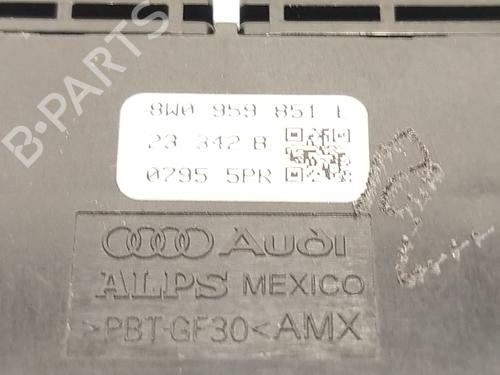 B-PARTS
8W0 959 851 E
23 342 B
0795 5PR
Audi
ALPS MEXICO
>PBT-GF30< AMX